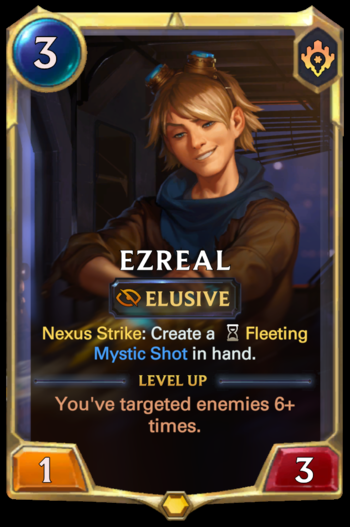 3
EZREAL
ELUSIVE
Nexus Strike: Create a Fleeting
Mystic Shot in hand.
LEVEL UP
You've targeted enemies 6+
times.
1
3